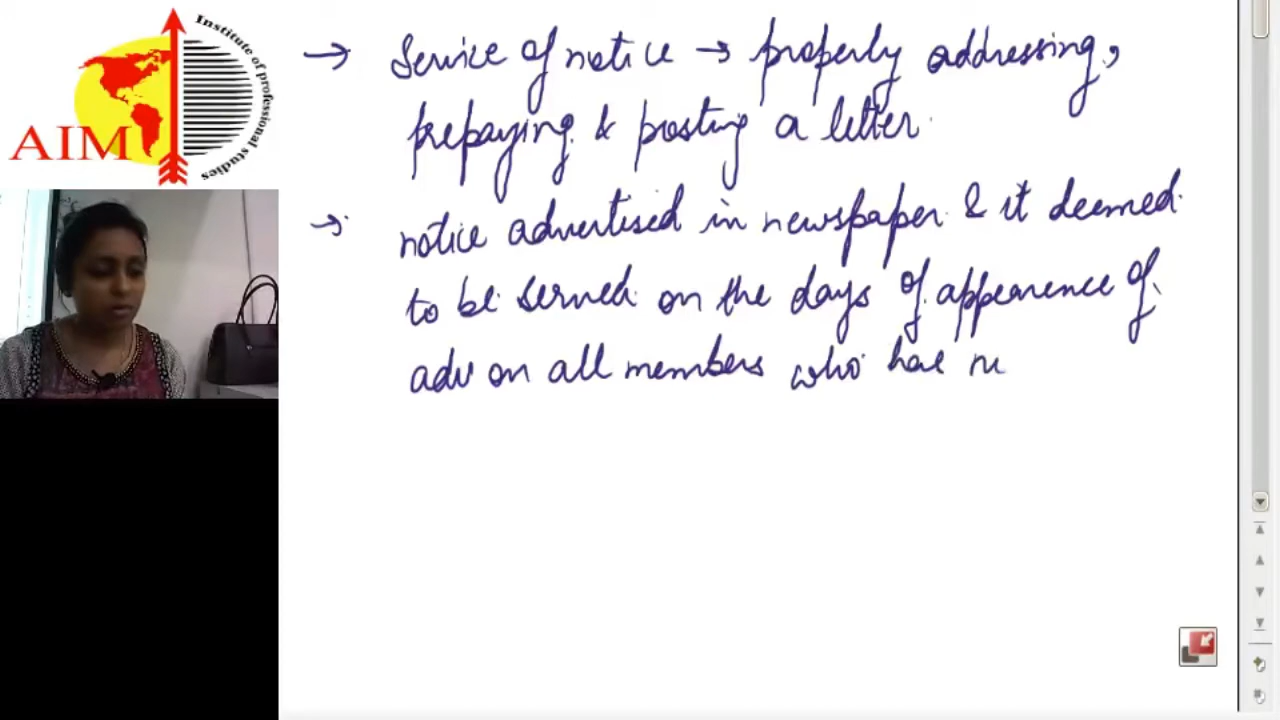 AIM
Institute of professional studies
→ Service of notice → properly addressing,
prepaying & posting a letter.
→ notice advertised in newspaper & it deemed
to be served on the days of appearence of
adv on all members who have